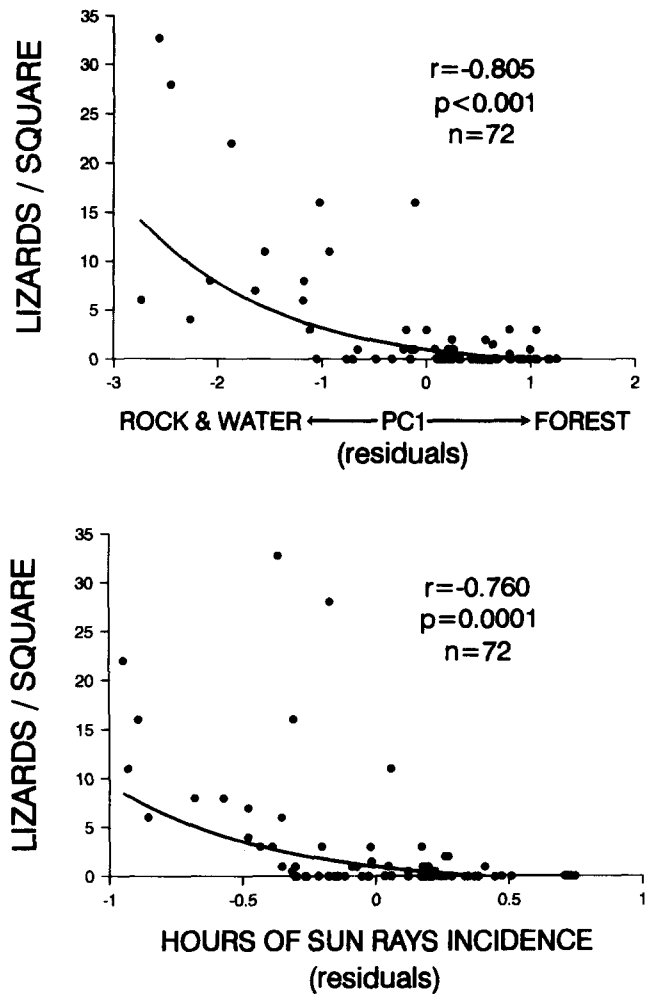 LIZARDS / SQUARE
35
30
25
20
15
10
5
0
r=-0.805
p<0.001
n=72
-3 -2 -1 0 1 2
ROCK & WATER ← PC1 → FOREST
(residuals)
LIZARDS / SQUARE
35
30
25
20
15
10
5
0
r=-0.760
p=0.0001
n=72
-1 -0.5 0 0.5 1
HOURS OF SUN RAYS INCIDENCE
(residuals)